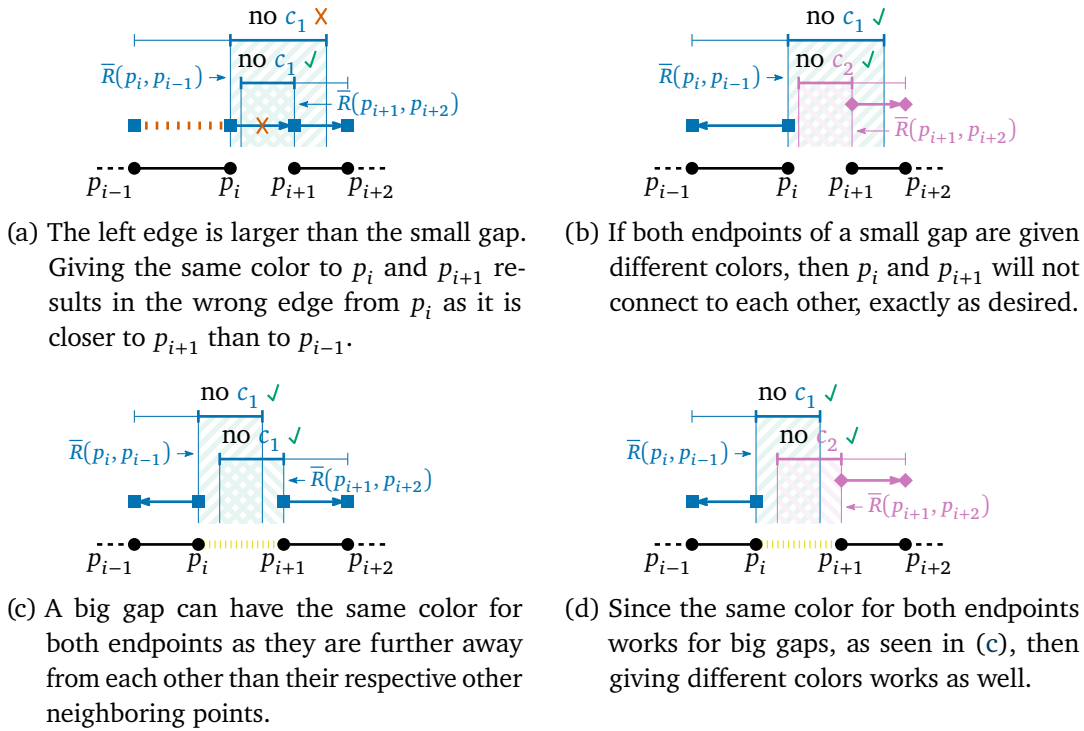 no c₁ ✗
no c₁ ✓
R̅(pᵢ, pᵢ₋₁)
R̅(pᵢ₊₁, pᵢ₊₂)
pᵢ₋₁ pᵢ pᵢ₊₁ pᵢ₊₂
(a) The left edge is larger than the small gap.
Giving the same color to pᵢ and pᵢ₊₁ re-
sults in the wrong edge from pᵢ as it is
closer to pᵢ₊₁ than to pᵢ₋₁.
no c₁ ✓
no c₂ ✓
R̅(pᵢ, pᵢ₋₁)
R̅(pᵢ₊₁, pᵢ₊₂)
pᵢ₋₁ pᵢ pᵢ₊₁ pᵢ₊₂
(b) If both endpoints of a small gap are given
different colors, then pᵢ and pᵢ₊₁ will not
connect to each other, exactly as desired.
no c₁ ✓
no c₁ ✓
R̅(pᵢ, pᵢ₋₁)
R̅(pᵢ₊₁, pᵢ₊₂)
pᵢ₋₁ pᵢ pᵢ₊₁ pᵢ₊₂
(c) A big gap can have the same color for
both endpoints as they are further away
from each other than their respective other
neighboring points.
no c₁ ✓
no c₂ ✓
R̅(pᵢ, pᵢ₋₁)
R̅(pᵢ₊₁, pᵢ₊₂)
pᵢ₋₁ pᵢ pᵢ₊₁ pᵢ₊₂
(d) Since the same color for both endpoints
works for big gaps, as seen in (c), then
giving different colors works as well.